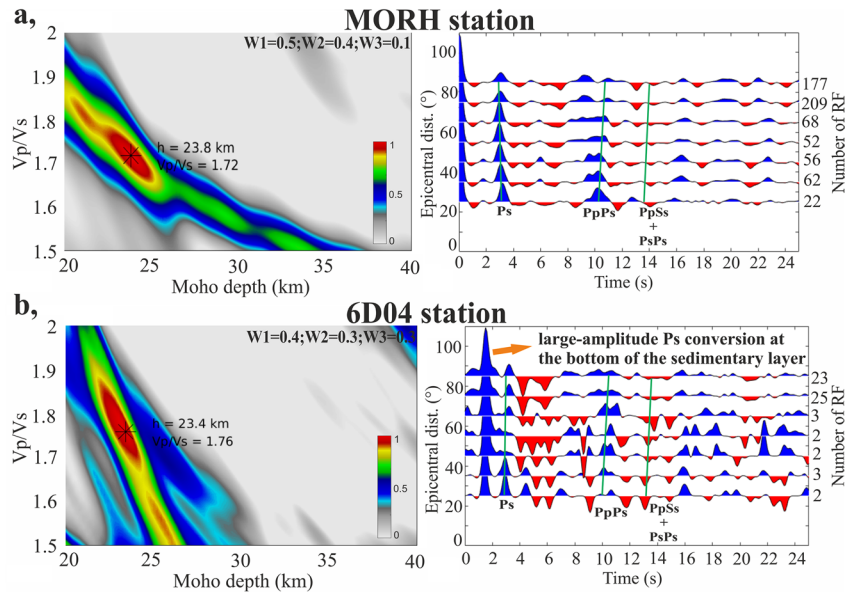 a,
MORH station
W1=0.5;W2=0.4;W3=0.1
2
1.9
1.8
1.7
1.6
1.5
Vp/Vs
h = 23.8 km
Vp/Vs = 1.72
1
0.5
0
20 25 30 35 40
Moho depth (km)
100
80
60
40
20
0
Epicentral dist. (°)
177
209
68
52
56
62
22
Number of RF
Ps PpPs PpSs
+
PsPs
0 2 4 6 8 10 12 14 16 18 20 22 24
Time (s)
b,
6D04 station
W1=0.4;W2=0.3;W3=0.3
2
1.9
1.8
1.7
1.6
1.5
Vp/Vs
h = 23.4 km
Vp/Vs = 1.76
1
0.5
0
20 25 30 35 40
Moho depth (km)
large-amplitude Ps conversion at
the bottom of the sedimentary layer
100
80
60
40
20
0
Epicentral dist. (°)
23
25
3
2
2
3
2
Number of RF
Ps PpPs PpSs
+
PsPs
0 2 4 6 8 10 12 14 16 18 20 22 24
Time (s)